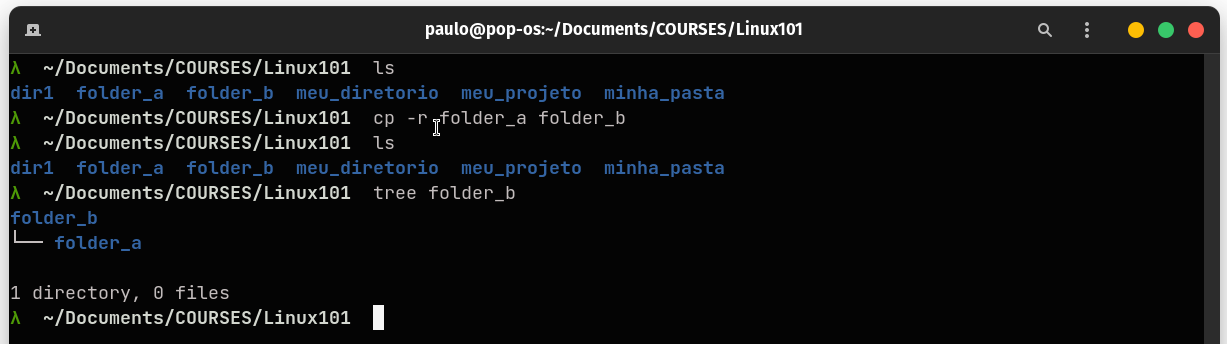 paulo@pop-os:~/Documents/COURSES/Linux101
λ ~/Documents/COURSES/Linux101 ls
dir1 folder_a folder_b meu_diretorio meu_projeto minha_pasta
λ ~/Documents/COURSES/Linux101 cp -r folder_a folder_b
λ ~/Documents/COURSES/Linux101 ls
dir1 folder_a folder_b meu_diretorio meu_projeto minha_pasta
λ ~/Documents/COURSES/Linux101 tree folder_b
folder_b
└── folder_a
1 directory, 0 files
λ ~/Documents/COURSES/Linux101